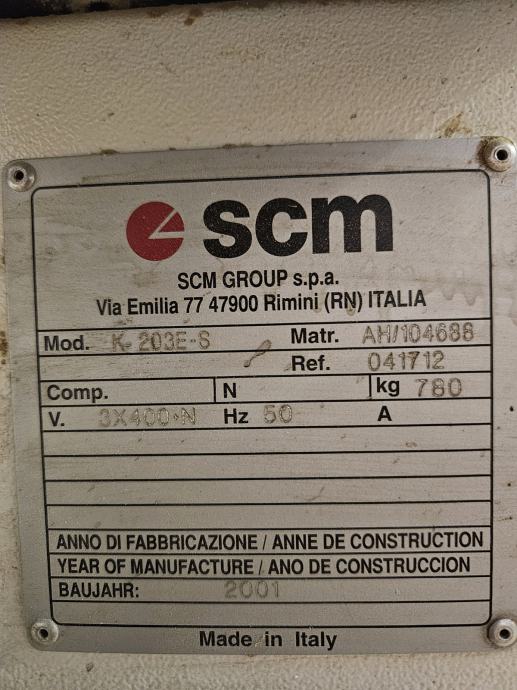 scm
SCM GROUP s.p.a.
Via Emilia 77 47900 Rimini (RN) ITALIA
Mod. K 203E-S Matr. AH/104688
Ref. 041712
Comp. N kg 780
V. 3X400+N Hz 50 A
ANNO DI FABBRICAZIONE / ANNE DE CONSTRUCTION
YEAR OF MANUFACTURE / ANO DE CONSTRUCCION
BAUJAHR: 2001
Made in Italy